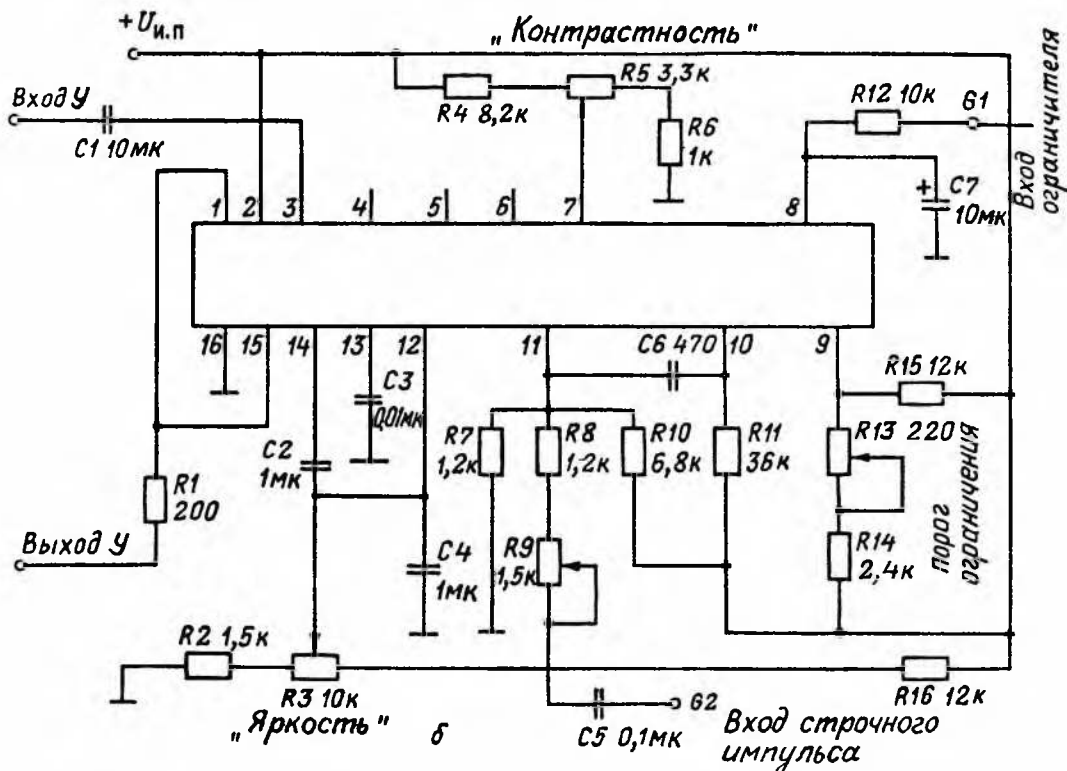 + Uи.п
„Контрастность"
Вход У
C1 10мк
R4 8,2к
R5 3,3к
R6
1к
R12 10к
G1
Вход
ограничителя
C7
10мк
+
1
2
3
4
5
6
7
8
16
15
14
13
12
11
10
9
C6 470
R15 12к
C3
0,01мк
C2
1мк
R1
200
R7
1,2к
R8
1,2к
R10
6,8к
R11
36к
R13 220
R14
2,4к
порог
ограничения
Выход У
C4
1мк
R9
1,5к
R2 1,5к
R3 10к
R16 12к
„Яркость"
б
C5 0,1мк
G2
Вход строчного
импульса